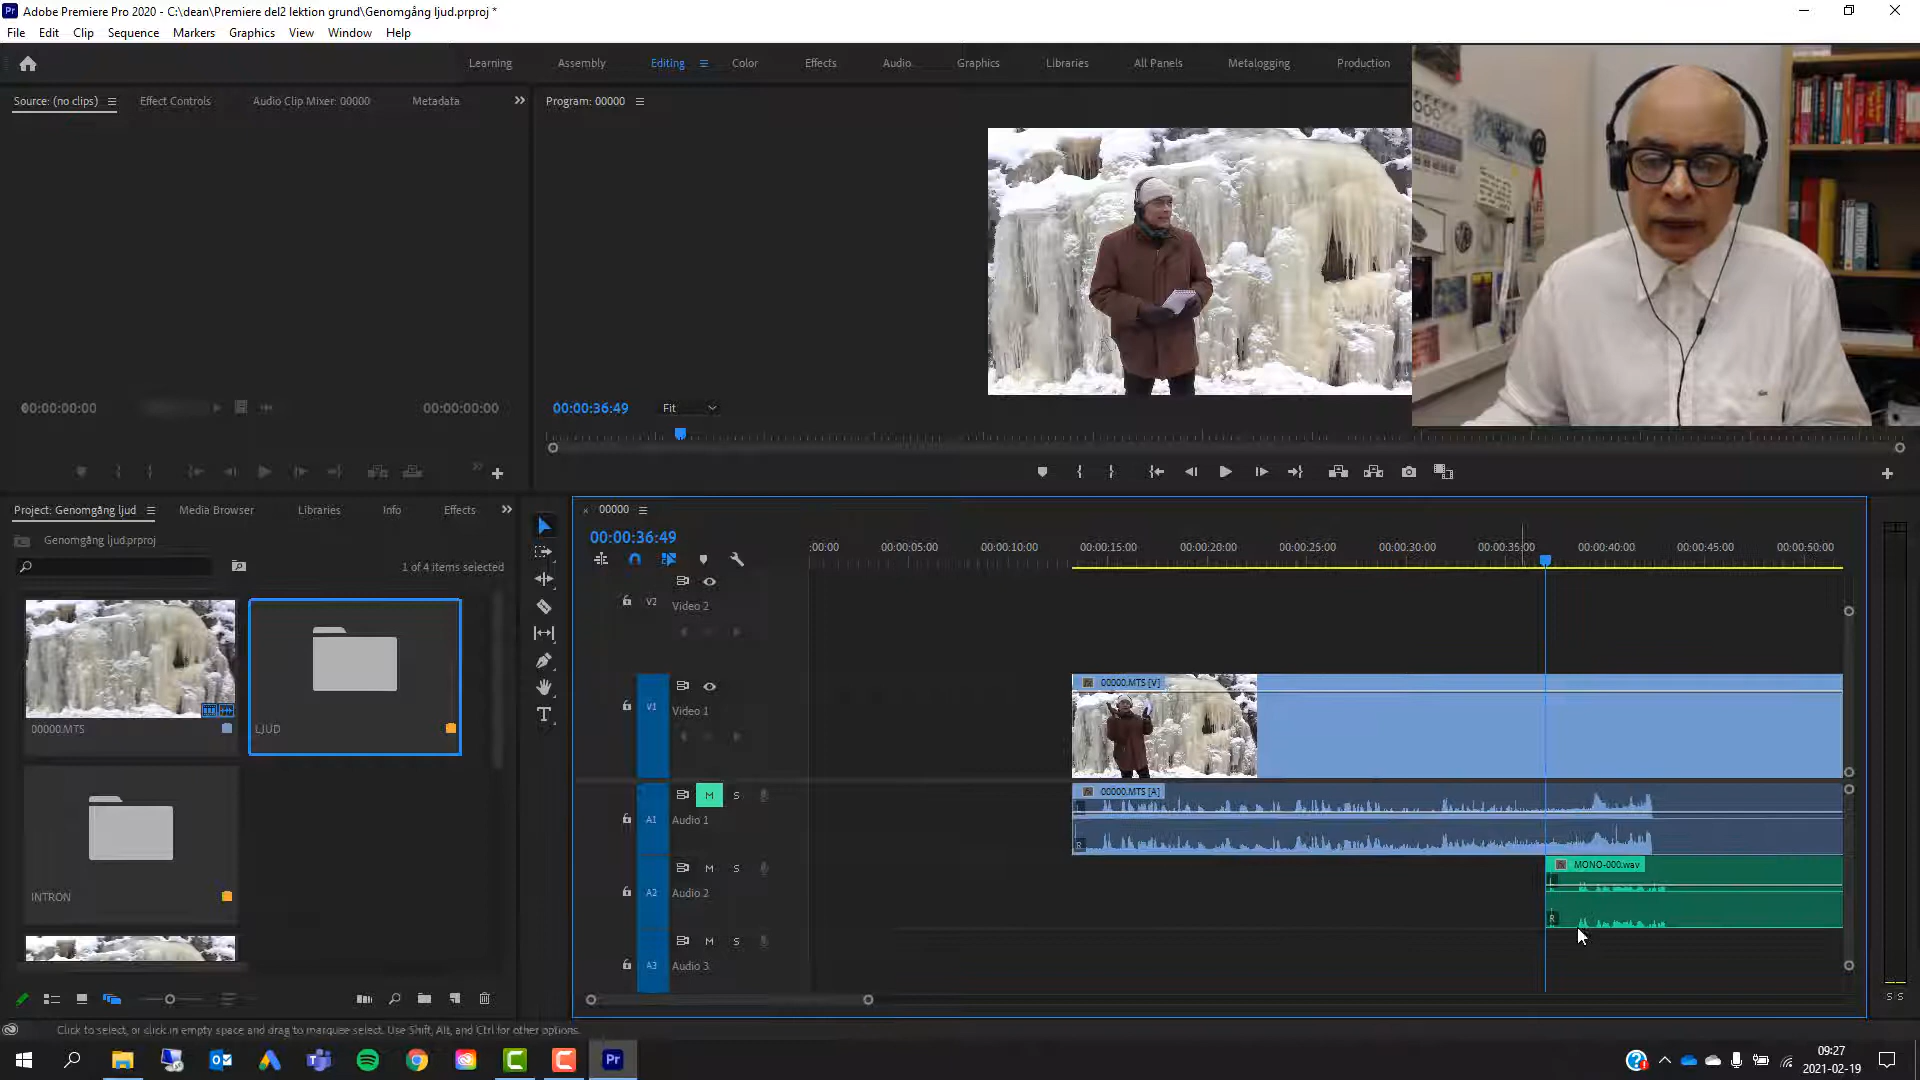 Pr Adobe Premiere Pro 2020 - C:\dean\Premiere del2 lektion grund\Genomgång ljud.prproj *
File Edit Clip Sequence Markers Graphics View Window Help
Learning Assembly Editing Color Effects Audio Graphics Libraries All Panels Metalogging Production
Source: (no clips) Effect Controls Audio Clip Mixer: 00000 Metadata
Program: 00000
00:00:00:00 00:00:00:00
00:00:36:49 Fit
Project: Genomgång ljud Media Browser Libraries Info Effects
Genomgång ljud.prproj
1 of 4 items selected
00000.MTS
LJUD
INTRON
00000
00:00:36:49
:00:00 00:00:05:00 00:00:10:00 00:00:15:00 00:00:20:00 00:00:25:00 00:00:30:00 00:00:35:00 00:00:40:00 00:00:45:00 00:00:50:00
V2 Video 2
V1 Video 1
00000.MTS [V]
M S
A1 Audio 1
00000.MTS [A]
R
M S
A2 Audio 2
MONO-000.wav
L
R
M S
A3 Audio 3
S S
Click to select, or click in empty space and drag to marquee select. Use Shift, Alt, and Ctrl for other options.
Pr
09:27
2021-02-19